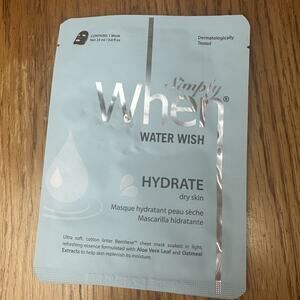 CONTAINS 1 Mask
Net 23 ml / 0.8 fl oz
Dermatologically
Tested
Simply
When®
WATER WISH
HYDRATE
dry skin
Masque hydratant peau sèche
Mascarilla hidratante
Ultra soft, cotton linter Bemliese™ sheet mask soaked in light,
refreshing essence formulated with Aloe Vera Leaf and Oatmeal
Extracts to help skin replenish its moisture.